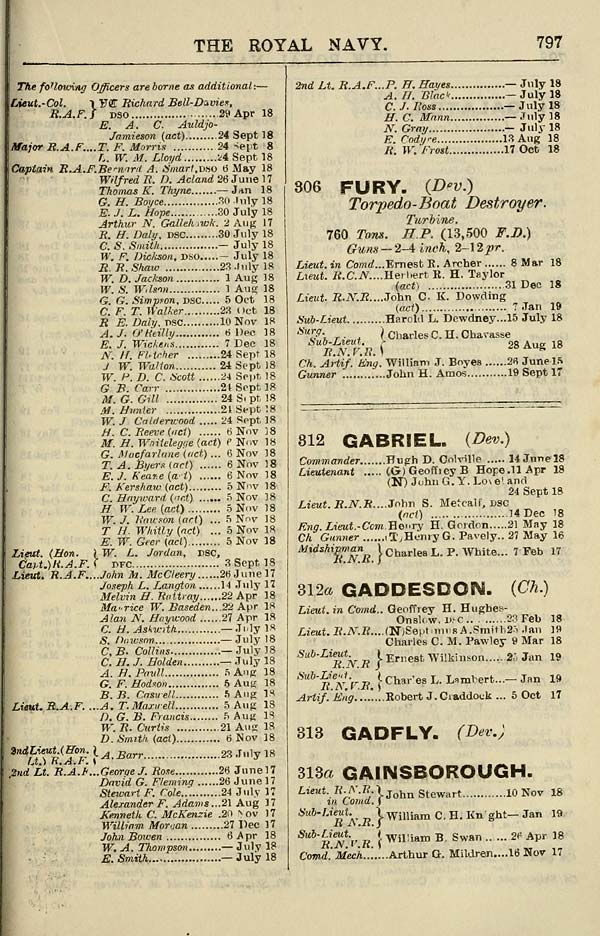 THE ROYAL NAVY.
797
The following Officers are borne as additional:—
Lieut.-Col. R.A.F. } VC Richard Bell-Davies,
DSO ............ 29 Apr 18
E. A. C. Auldjo-
Jamieson (act) ........ 24 Sept 18
Major R.A.F.... T. F. Morris ......... 24 Sept 8
L. W. M. Lloyd ....... 24 Sept 18
Captain R.A.F. Bernard A. Smart, DSO 6 May 18
Wilfred R. D. Acland 26 June 17
Thomas K. Thyne....... — Jan 18
G. H. Boyce............. 30 July 18
E. J. L. Hope............ 30 July 18
Arthur N. Gallehawk. 2 Aug 17
R. H. Daly, DSC......... 30 July 18
C. S. Smith............. — July 18
W. F. Dickson, DSO..... — July 18
R. R. Shaw ............ 23 July 18
W. D. Jackson ......... 1 Aug 18
W. S. Wilson........... 1 Aug 18
G. G. Simpson, DSC..... 5 Oct 18
C. F. T. Walker......... 23 Oct 18
R E. Daly, DSC......... 10 Nov 18
A. J. O'Reilly........... 6 Dec 18
E. J. Wickens........... 7 Dec 18
N. H. Fletcher ........ 24 Sept 18
J W. Walton........... 24 Sept 18
W. P. D. C. Scott ..... 24 Sept 18
G B. Carr ............ 21 Sept 18
M. G. Gill ............ 24 Sept 18
M. Hunter ............ 21 Sept 18
W. J Calderwood ..... 24 Sept 18
H. C. Reeve (act) ..... 6 Nov 18
M. H. Whitelegge (act) 6 Nov 18
G. Macfarlane (act) ... 6 Nov 18
T. A. Byers (act) ...... 6 Nov 18
E. J. Keane (act) ...... 6 Nov 18
F. Kershaw (act)........ 6 Nov 18
C. Hayward (act) ...... 5 Nov 18
H W. Lee (act) ......... 5 Nov 18
W. J. Rawson (act) ... 5 Nov 18
T H. Whitly (act) ... 5 Nov 18
E. W. Geer (act)........ 5 Nov 18
Lieut. (Hon. Capt.) R.A.F. } W. L. Jordan, DSC,
DFC.................. 3 Sept 18
Lieut. R.A.F.... John M. McCleery ...... 26 June 17
Joseph L. Langton ..... 14 July 17
Melvin H. Rattray...... 22 Apr 18
Maurice W. Baseden... 22 Apr 18
Alan N. Haywood ...... 27 Apr 18
C. H. Askwith........... — July 18
S. Dawson.............. — July 18
C, B. Collins........... — July 18
C. H. J. Holden......... — July 18
A. H. Paull............ 5 Aug 18
G. F. Hodson........... 5 Aug 18
B. B. Caswell........... 5 Aug 18
Lieut. R.A.F. ... A. T. Maxwell......... 5 Aug 18
D. G. B. Francis........ 5 Aug 18
W. R. Curtis ......... 21 Aug 18
D. Smith (act).......... 6 Nov 18
2nd Lieut. (Hon. Lt.) R.A.F. } A. Barr................ 23 July 18
2nd Lt. R.A.F... George J. Rose........... 26 June 17
David G. Fleming ...... 26 June 17
Stewart F. Cole......... 24 July 17
Alexander F. Adams... 21 Aug 17
Kenneth C. McKenzie .20 Nov 17
William Morgan ........ 27 Dec 17
John Bowen ............ 6 Apr 18
W. A. Thompson......... — July 18
E. Smith................ — July 18
2nd Lt. R.A.F... P. H. Hayes.............. — July 18
A. H. Black............. — July 18
C. J. Ross ............. — July 18
H. C. Mann............. — July 18
N. Gray................ — July 18
E. Codyre.............. 13 Aug 18
R. W. Frost............. 17 Oct 18
306 FURY. (Dev.)
Torpedo-Boat Destroyer.
Turbine.
760 Tons. H.P. (13,500 F.D.)
Guns—2-4 inch, 2-12 pr.
Lieut. in Comd... Ernest R. Archer ...... 8 Mar 18
Lieut. R.C.N.... Herbert R. H. Taylor
(act) .................. 31 Dec 18
Lieut. R.N.R.... John C. K. Dowding
(act) .................. 7 Jan 19
Sub-Lieut. ........ Harold L. Dewdney... 15 July 18
Surg. Sub-Lieut. R.N.V.R. } Charles C. H. Chavasse
28 Aug 18
Ch. Artif. Eng. William J. Boyes ...... 26 June 15
Gunner ............ John H. Amos........... 19 Sept 17
312 GABRIEL. (Dev.)
Commander....... Hugh D. Colville ..... 14 June 18
Lieutenant ..... (G) Geoffrey B Hope .11 Apr 18
(N) John G. Y. Loveland
24 Sept 18
Lieut. R.N.R.... John S. Metcalf, DSC
(act) .................. 14 Dec 18
Eng. Lieut.-Com. Henry H. Gordon..... 21 May 18
Ch Gunner ...... (T) Henry G. Pavely.. 27 May 16
Midshipman R.N.R. } Charles L. P. White... 7 Feb 17
312a GADDESDON. (Ch.)
Lieut. in Comd.. Geoffrey H. Hughes-
Onslow, DSC .......... 23 Feb 18
Lieut. R.N.R.... (N) Septimus A. Smith 25 Jan 19
Charles C. M. Pawley 9 Mar 18
Sub-Lieut. R.N.R } Ernest Wilkinson..... 25 Jan 19
Sub-Lieut. R.N.V.R. } Charles L. Lambert... — Jan 19
Artif. Eng........ Robert J. Craddock ... 5 Oct 17
313 GADFLY. (Dev.)
313a GAINSBOROUGH.
Lieut. R.N.R. in Comd. } John Stewart........... 10 Nov 18
Sub-Lieut. R.N.R. } William C. H. Knight — Jan 19
Sub-Lieut. R.N.V.R. } William B. Swan ...... 26 Apr 18
Comd. Mech....... Arthur G. Mildren.... 16 Nov 17